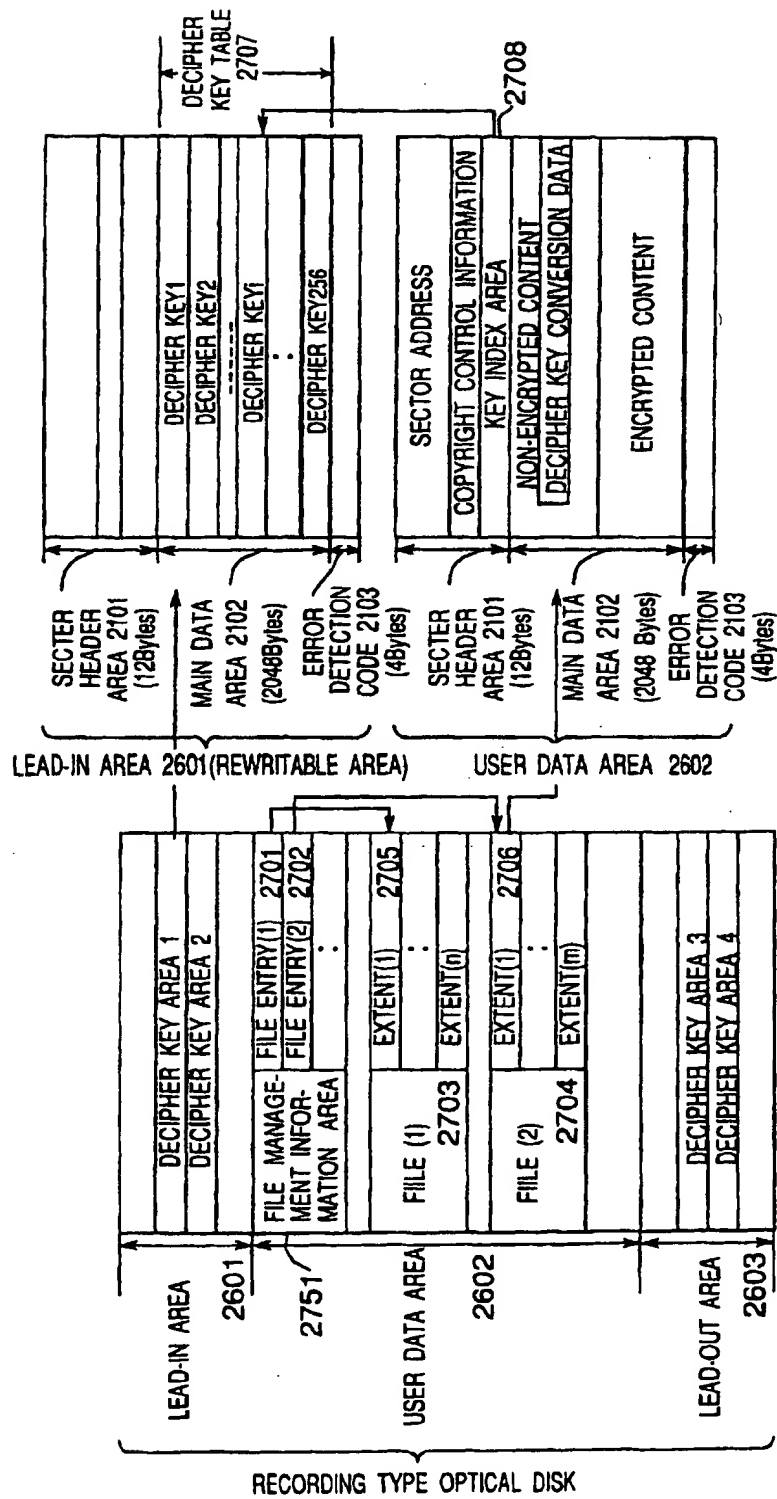 RECORDING TYPE OPTICAL DISK
LEAD-IN AREA
2601
2751
USER DATA AREA
2602
LEAD-OUT AREA
2603
DECIPHER KEY AREA 1
DECIPHER KEY AREA 2
FILE MANAGE-
MENT INFOR-
MATION AREA
FILE ENTRY(1) 2701
FILE ENTRY(2) 2702
:
FIILE (1)
2703
EXTENT(1) 2705
:
EXTENT(n)
FIILE (2)
2704
EXTENT(1) 2706
:
EXTENT(m)
DECIPHER KEY AREA 3
DECIPHER KEY AREA 4
LEAD-IN AREA 2601(REWRITABLE AREA)
SECTER
HEADER
AREA 2101
(12Bytes)
MAIN DATA
AREA 2102
(2048Bytes)
ERROR
DETECTION
CODE 2103
(4Bytes)
DECIPHER KEY1
DECIPHER KEY2
DECIPHER KEYi
:
DECIPHER KEY256
DECIPHER
KEY TABLE
2707
USER DATA AREA 2602
SECTER
HEADER
AREA 2101
(12Bytes)
MAIN DATA
AREA 2102
(2048 Bytes)
ERROR
DETECTION
CODE 2103
(4Bytes)
SECTOR ADDRESS
COPYRIGHT CONTROL INFORMATION
KEY INDEX AREA
2708
NON-ENCRYPTED CONTENT
DECIPHER KEY CONVERSION DATA
ENCRYPTED CONTENT